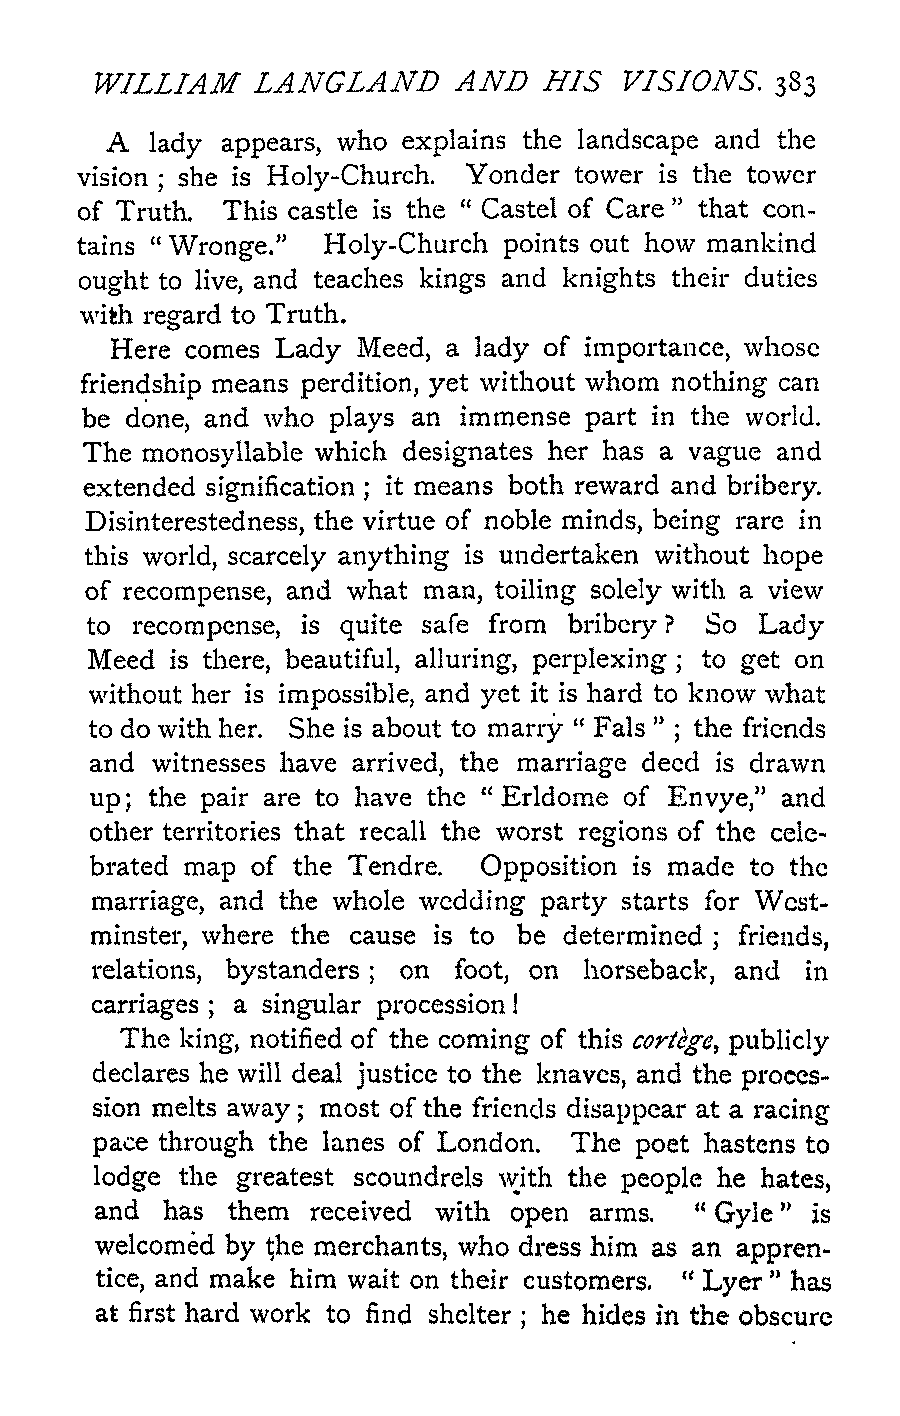 WILLIAM LANGLAND AND HIS VISIONS. 383
A lady appears, who explains the landscape and the
vision ; she is Holy-Church. Yonder tower is the tower
of Truth. This castle is the “ Castel of Care ” that con-
tains “ Wronge.” Holy-Church points out how mankind
ought to live, and teaches kings and knights their duties
with regard to Truth.
Here comes Lady Meed, a lady of importance, whose
friendship means perdition, yet without whom nothing can
be done, and who plays an immense part in the world.
The monosyllable which designates her has a vague and
extended signification ; it means both reward and bribery.
Disinterestedness, the virtue of noble minds, being rare in
this world, scarcely anything is undertaken without hope
of recompense, and what man, toiling solely with a view
to recompense, is quite safe from bribery ? So Lady
Meed is there, beautiful, alluring, perplexing ; to get on
without her is impossible, and yet it is hard to know what
to do with her. She is about to marry “ Fals ” ; the friends
and witnesses have arrived, the marriage deed is drawn
up; the pair are to have the “ Erldome of Envye,” and
other territories that recall the worst regions of the cele-
brated map of the Tendre. Opposition is made to the
marriage, and the whole wedding party starts for West-
minster, where the cause is to be determined ; friends,
relations, bystanders ; on foot, on horseback, and in
carriages ; a singular procession !
The king, notified of the coming of this cortège, publicly
declares he will deal justice to the knaves, and the proces-
sion melts away ; most of the friends disappear at a racing
pace through the lanes of London. The poet hastens to
lodge the greatest scoundrels with the people he hates,
and has them received with open arms. “ Gyle ” is
welcomed by the merchants, who dress him as an appren-
tice, and make him wait on their customers. “ Lyer ” has
at first hard work to find shelter ; he hides in the obscure